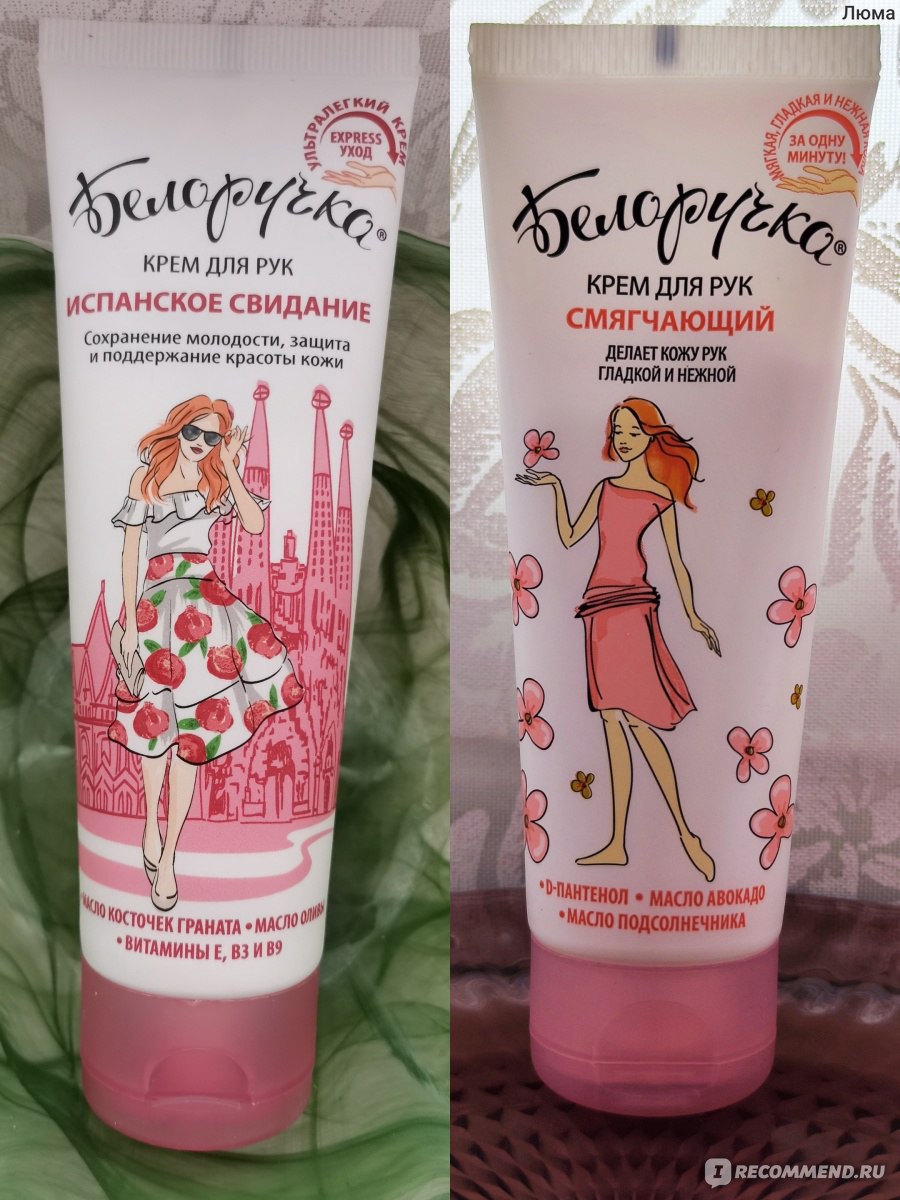 УЛЬТРАЛЕГКИЙ КРЕМ
EXPRESS
УХОД
Белоручка®
КРЕМ ДЛЯ РУК
ИСПАНСКОЕ СВИДАНИЕ
Сохранение молодости, защита
и поддержание красоты кожи
МАСЛО КОСТОЧЕК ГРАНАТА • МАСЛО ОЛИВЫ
• ВИТАМИНЫ Е, В3 И В9
Люма
МЯГКАЯ, ГЛАДКАЯ И НЕЖНАЯ
ЗА ОДНУ
МИНУТУ!
Белоручка®
КРЕМ ДЛЯ РУК
СМЯГЧАЮЩИЙ
ДЕЛАЕТ КОЖУ РУК
ГЛАДКОЙ И НЕЖНОЙ
•D-ПАНТЕНОЛ • МАСЛО АВОКАДО
•МАСЛО ПОДСОЛНЕЧНИКА
IRECOMMEND.RU